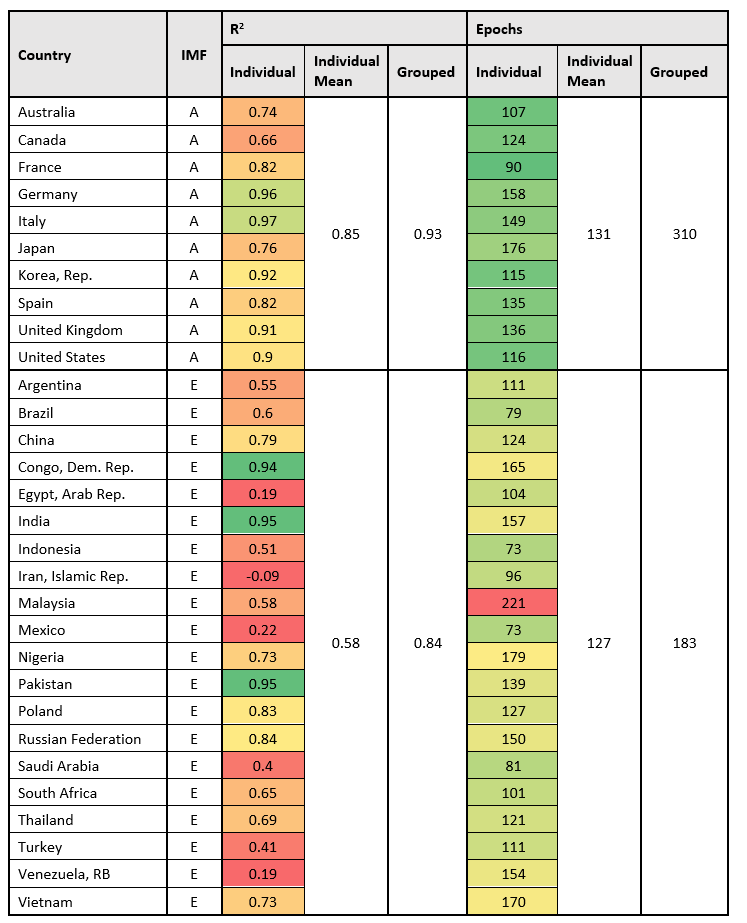 Country IMF R² Epochs
Individual Individual Mean Grouped Individual Individual Mean Grouped
Australia A 0.74 107
Canada A 0.66 124
France A 0.82 90
Germany A 0.96 158
Italy A 0.97 149
0.85 0.93 131 310
Japan A 0.76 176
Korea, Rep. A 0.92 115
Spain A 0.82 135
United Kingdom A 0.91 136
United States A 0.9 116
Argentina E 0.55 111
Brazil E 0.6 79
China E 0.79 124
Congo, Dem. Rep. E 0.94 165
Egypt, Arab Rep. E 0.19 104
India E 0.95 157
Indonesia E 0.51 73
Iran, Islamic Rep. E -0.09 96
Malaysia E 0.58 221
Mexico E 0.22 73
0.58 0.84 127 183
Nigeria E 0.73 179
Pakistan E 0.95 139
Poland E 0.83 127
Russian Federation E 0.84 150
Saudi Arabia E 0.4 81
South Africa E 0.65 101
Thailand E 0.69 121
Turkey E 0.41 111
Venezuela, RB E 0.19 154
Vietnam E 0.73 170